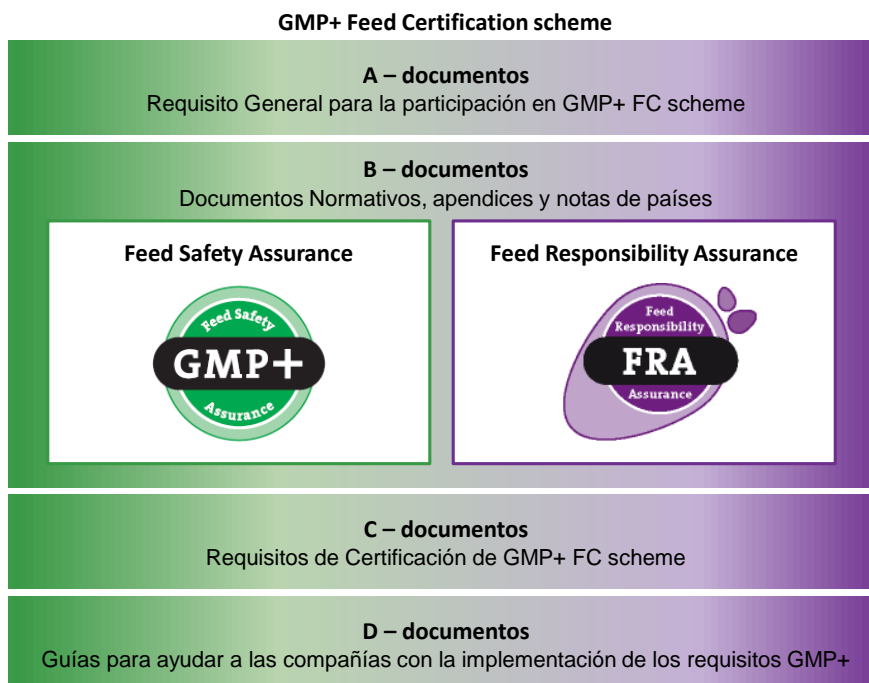 GMP+ Feed Certification scheme
A – documentos
Requisito General para la participación en GMP+ FC scheme
B – documentos
Documentos Normativos, apendices y notas de países
Feed Safety Assurance
Feed Safety
GMP+
Assurance
Feed Responsibility Assurance
Feed
Responsibility
FRA
Assurance
C – documentos
Requisitos de Certificación de GMP+ FC scheme
D – documentos
Guías para ayudar a las compañías con la implementación de los requisitos GMP+